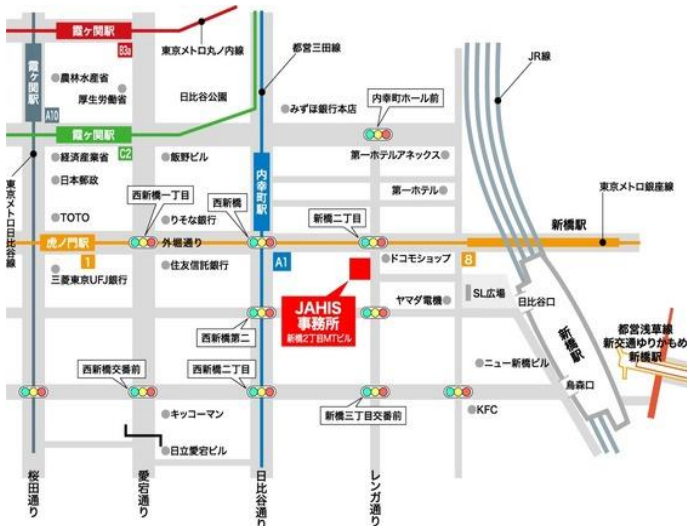 霞ヶ関駅
B3a
東京メトロ丸ノ内線
都営三田線
JR線
霞ヶ関駅
農林水産省
厚生労働省
日比谷公園
A10
みずほ銀行本店
内幸町ホール前
霞ヶ関駅
C2
経済産業省
飯野ビル
第一ホテルアネックス
日本郵政
内幸町駅
第一ホテル
東京メトロ日比谷線
西新橋一丁目
西新橋
新橋二丁目
東京メトロ銀座線
TOTO
りそな銀行
新橋駅
虎ノ門駅
外堀通り
1
A1
8
三菱東京UFJ銀行
住友信託銀行
ドコモショップ
JAHIS
事務所
新橋2丁目MTビル
ヤマダ電機
SL広場
日比谷口
新橋駅
都営浅草線
新交通ゆりかもめ
新橋駅
西新橋第二
西新橋交番前
西新橋二丁目
ニュー新橋ビル
烏森口
キッコーマン
新橋三丁目交番前
KFC
日立愛宕ビル
桜田通り
愛宕通り
日比谷通り
レンガ通り